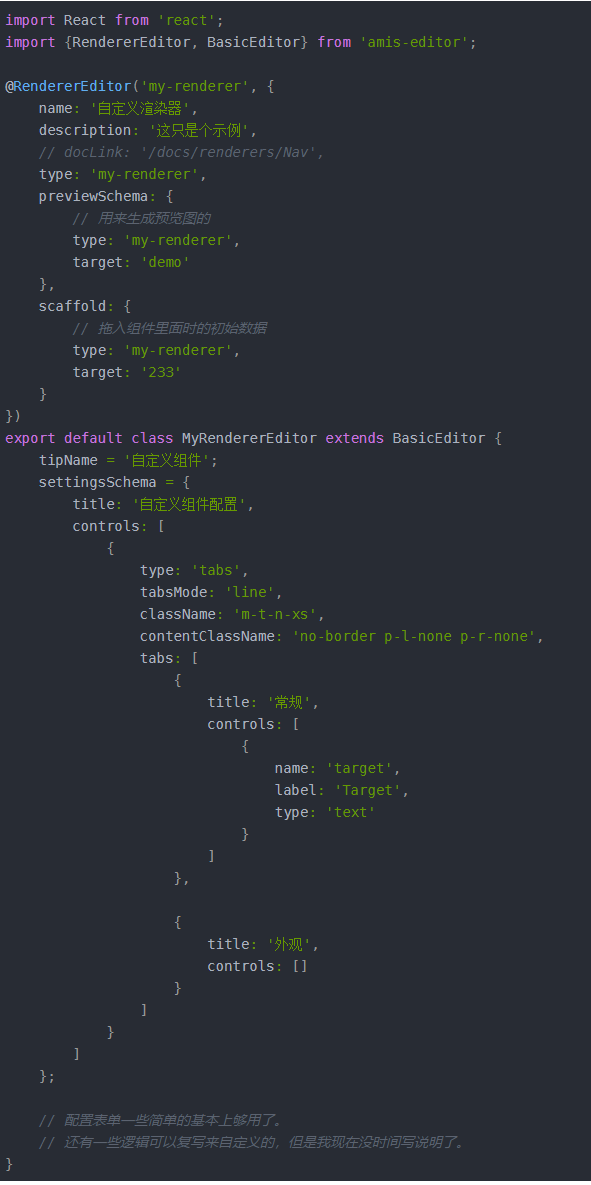 import React from 'react';
import {RendererEditor, BasicEditor} from 'amis-editor';
@RendererEditor('my-renderer', {
    name: '自定义渲染器',
    description: '这只是个示例',
    // docLink: '/docs/renderers/Nav',
    type: 'my-renderer',
    previewSchema: {
        // 用来生成预览图的
        type: 'my-renderer',
        target: 'demo'
    },
    scaffold: {
        // 拖入组件里面时的初始数据
        type: 'my-renderer',
        target: '233'
    }
})
export default class MyRendererEditor extends BasicEditor {
    tipName = '自定义组件';
    settingsSchema = {
        title: '自定义组件配置',
        controls: [
            {
                type: 'tabs',
                tabsMode: 'line',
                className: 'm-t-n-xs',
                contentClassName: 'no-border p-l-none p-r-none',
                tabs: [
                    {
                        title: '常规',
                        controls: [
                            {
                                name: 'target',
                                label: 'Target',
                                type: 'text'
                            }
                        ]
                    },
                    {
                        title: '外观',
                        controls: []
                    }
                ]
            }
        ]
    };
    // 配置表单一些简单的基本上够用了。
    // 还有一些逻辑可以复写来自定义的，但是我现在没时间写说明了。
}